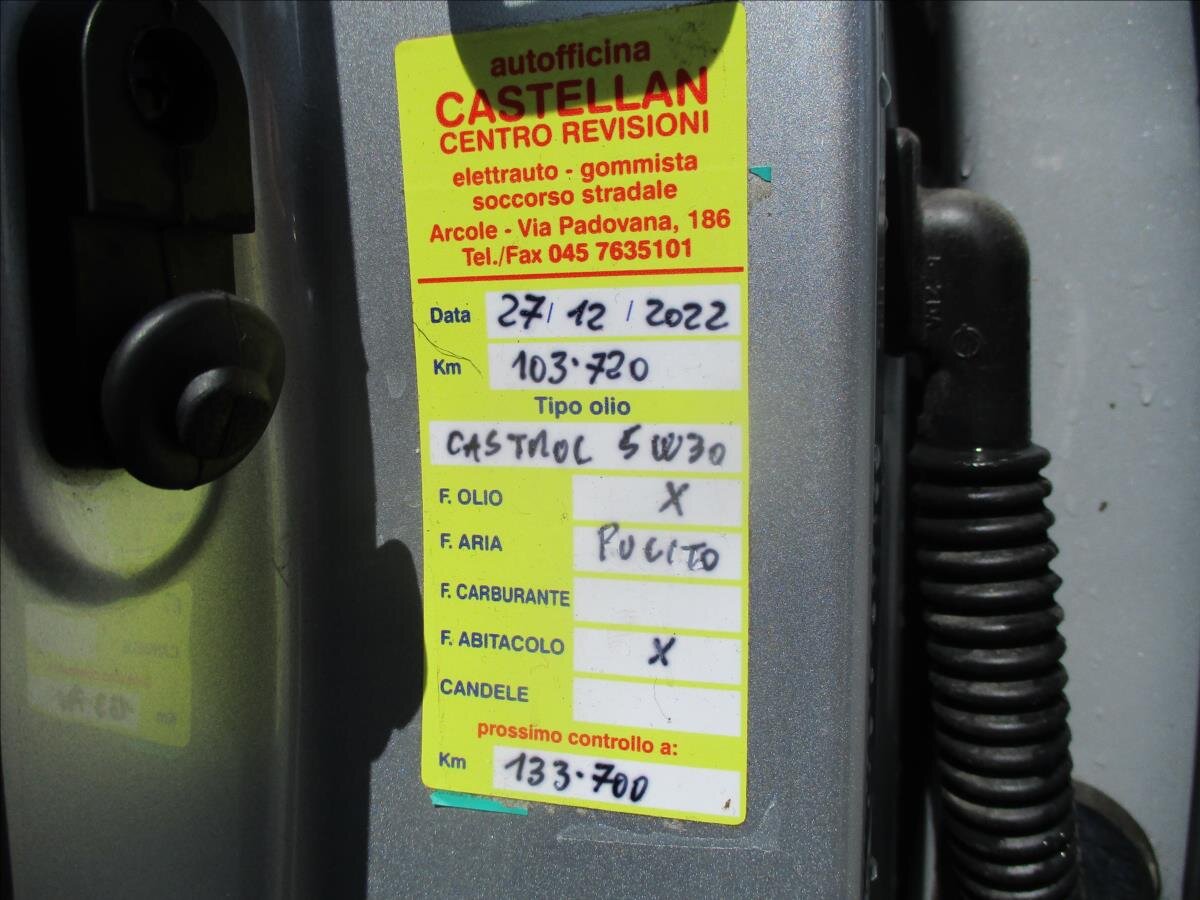 autofficina
CASTELLAN
CENTRO REVISIONI
elettrauto - gommista
soccorso stradale
Arcole - Via Padovana, 186
Tel./Fax 045 7635101
Data 27/12/2022
Km 103.720
Tipo olio
CASTROL 5W30
F. OLIO X
F. ARIA PULITO
F. CARBURANTE
F. ABITACOLO X
CANDELE
prossimo controllo a:
Km 133.700